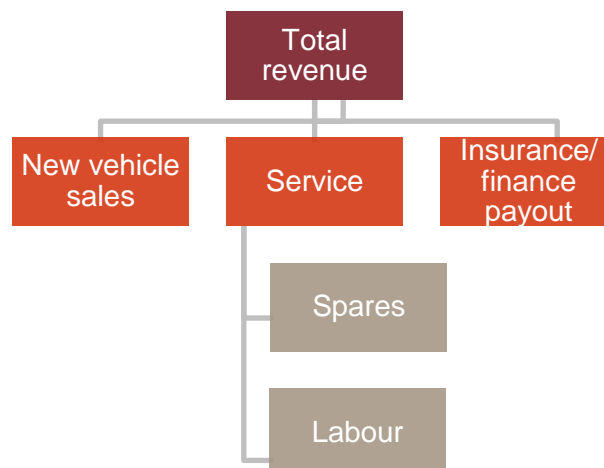 Total
revenue
New vehicle
sales
Service
Insurance/
finance
payout
Spares
Labour